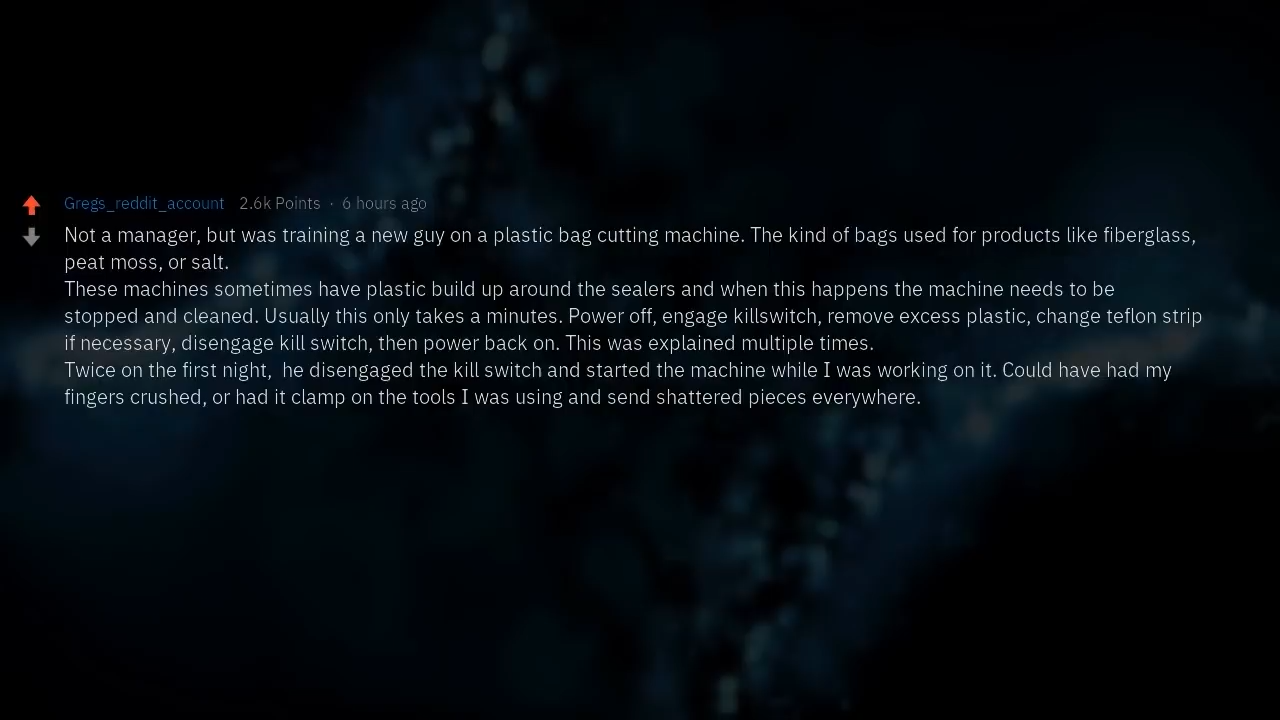 Gregs_reddit_account 2.6k Points · 6 hours ago
Not a manager, but was training a new guy on a plastic bag cutting machine. The kind of bags used for products like fiberglass,
peat moss, or salt.
These machines sometimes have plastic build up around the sealers and when this happens the machine needs to be
stopped and cleaned. Usually this only takes a minutes. Power off, engage killswitch, remove excess plastic, change teflon strip
if necessary, disengage kill switch, then power back on. This was explained multiple times.
Twice on the first night,  he disengaged the kill switch and started the machine while I was working on it. Could have had my
fingers crushed, or had it clamp on the tools I was using and send shattered pieces everywhere.